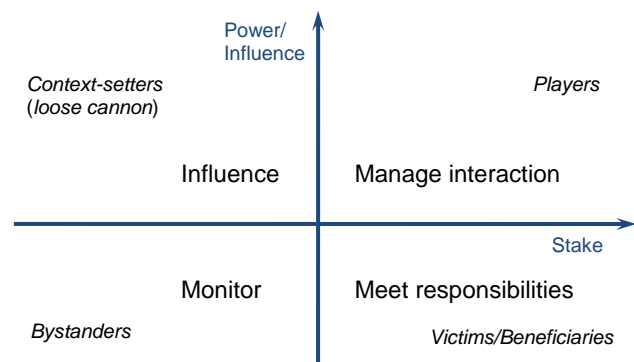 Power/
Influence
Context-setters
(loose cannon)
Players
Influence
Manage interaction
Stake
Monitor
Meet responsibilities
Bystanders
Victims/Beneficiaries